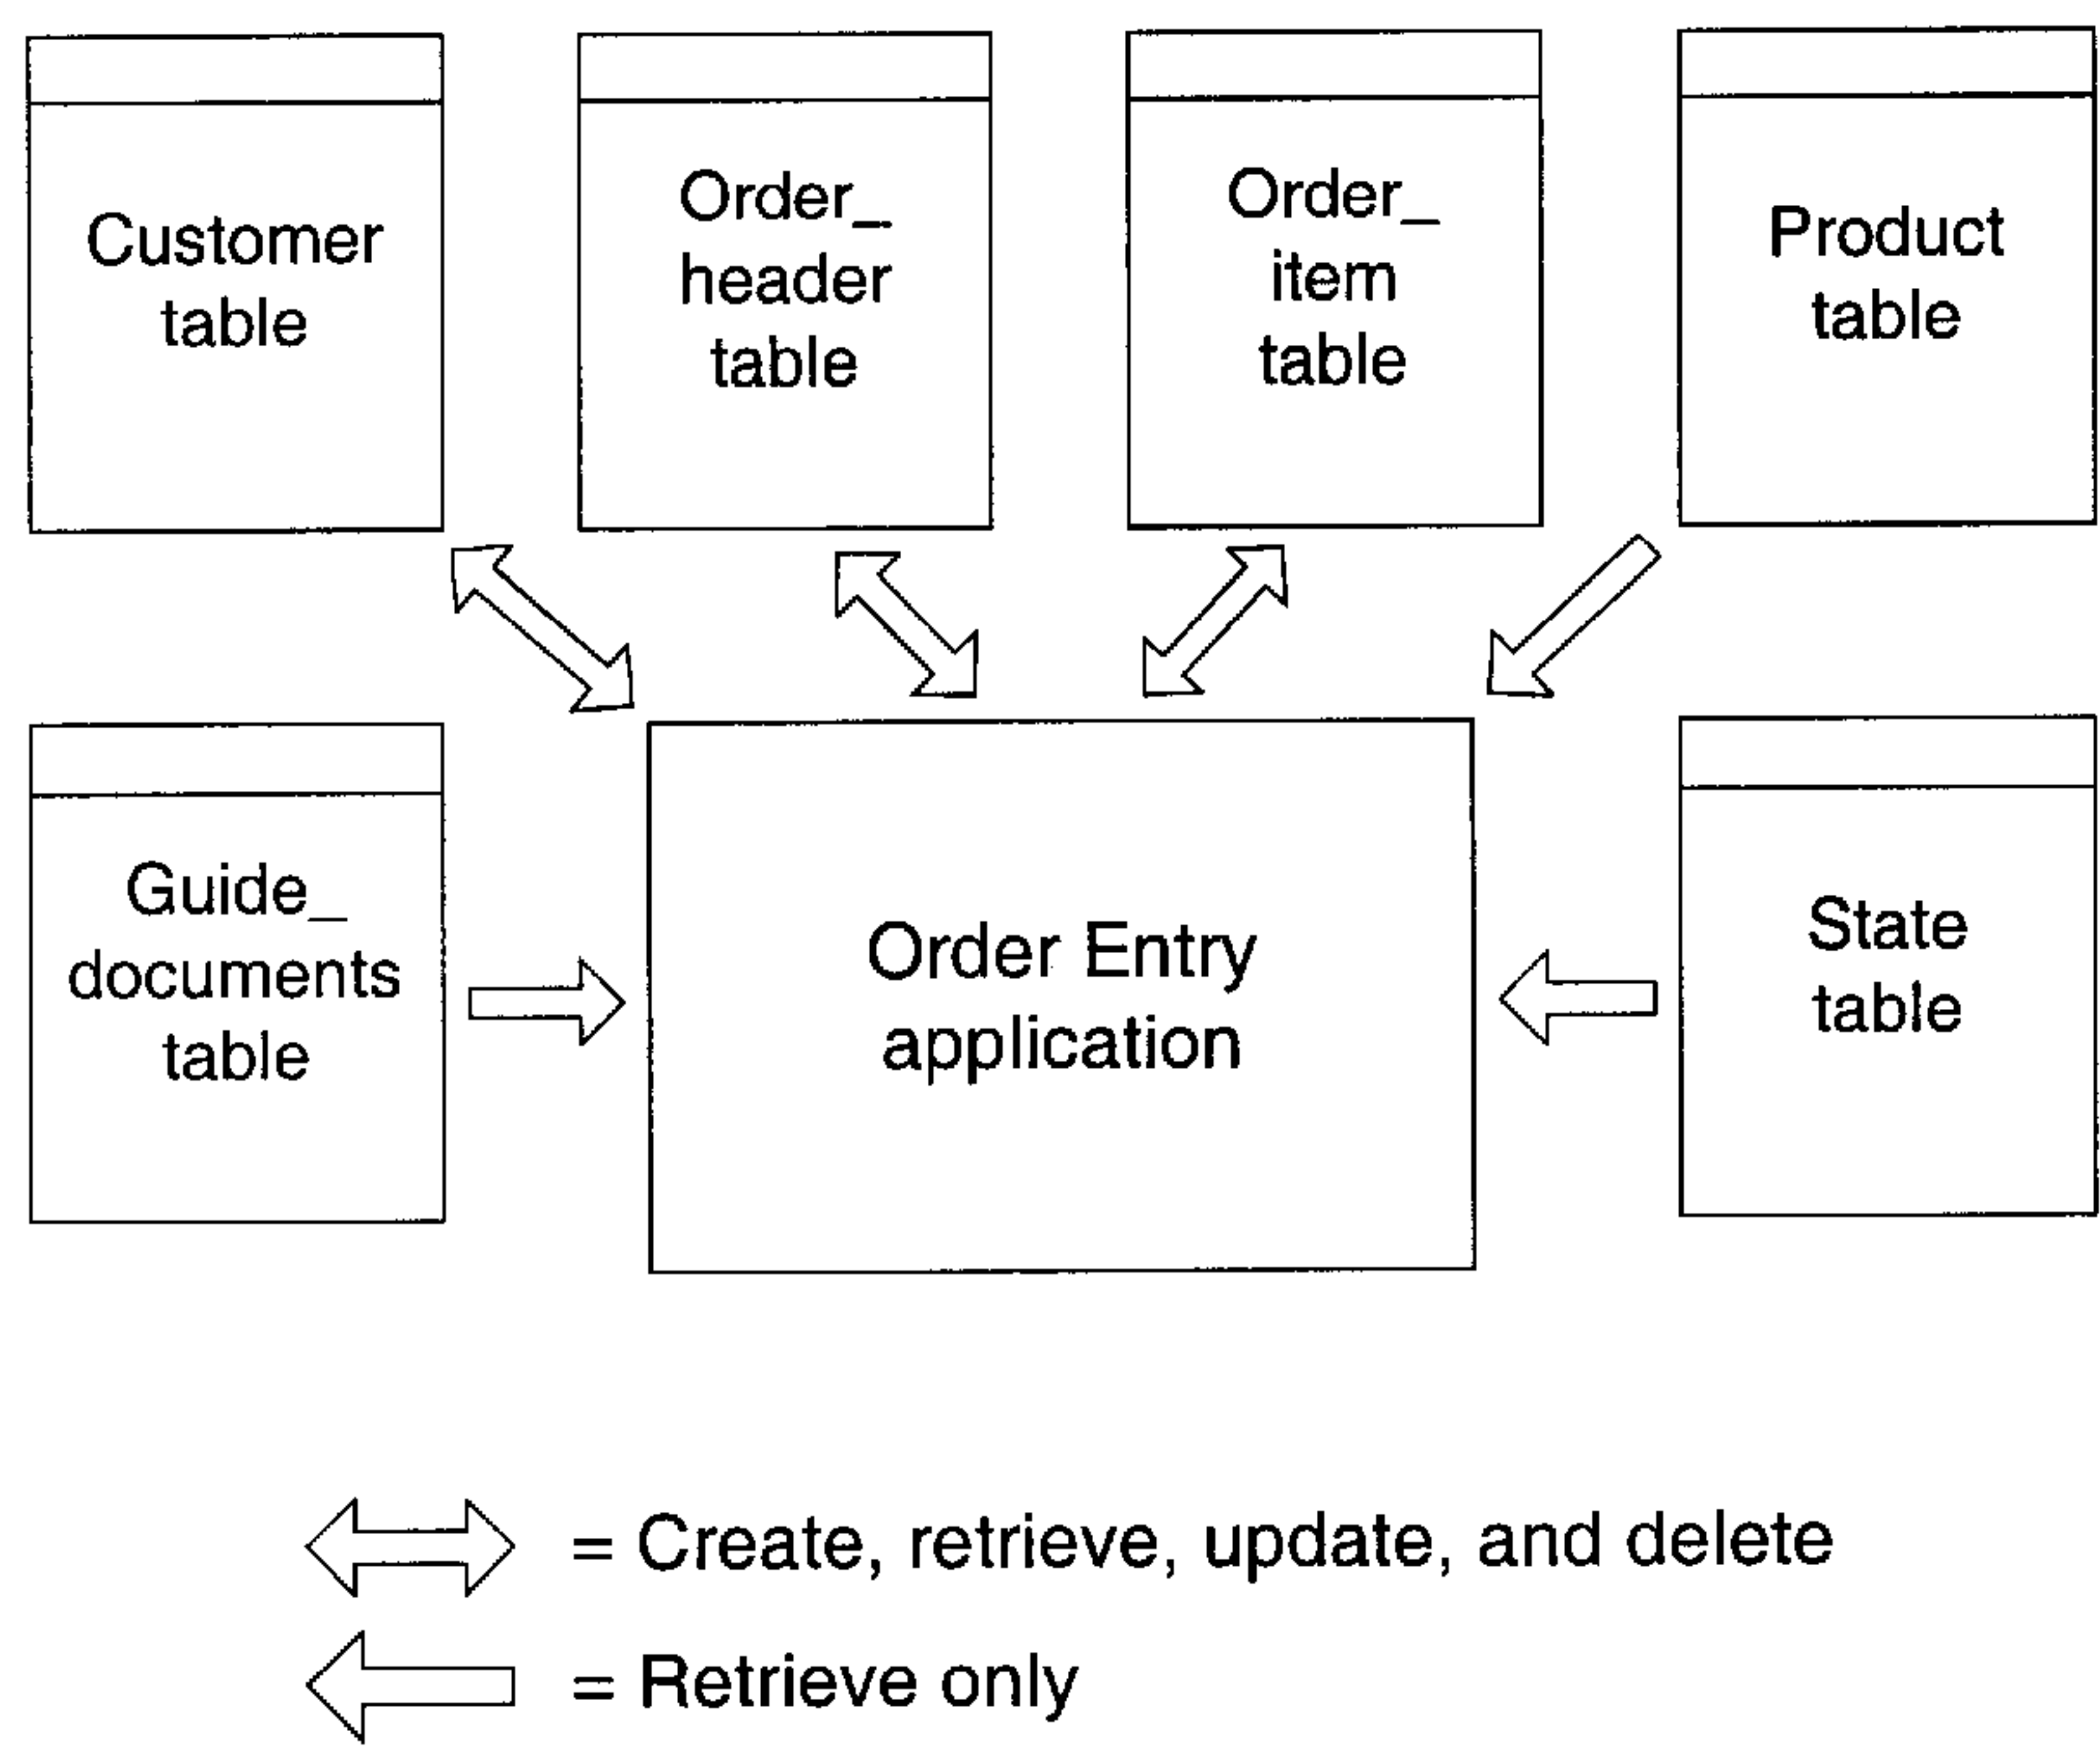 Customer
table
Order_
header
table
Order_
item
table
Product
table
Guide_
documents
table
Order Entry
application
State
table
= Create, retrieve, update, and delete
= Retrieve only